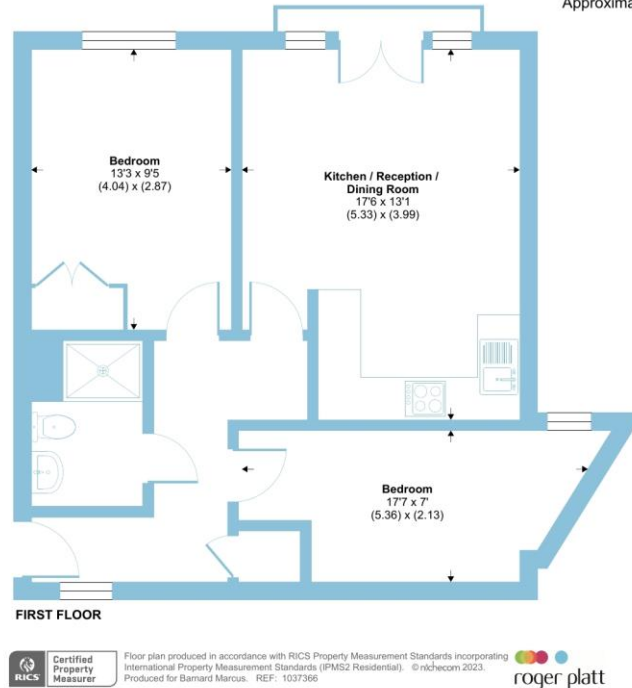 Approxima
Bedroom
13'3 x 9'5
(4.04) x (2.87)
Kitchen / Reception /
Dining Room
17'6 x 13'1
(5.33) x (3.99)
Bedroom
17'7 x 7'
(5.36) x (2.13)
FIRST FLOOR
RICS
Certified
Property
Measurer
Floor plan produced in accordance with RICS Property Measurement Standards incorporating
International Property Measurement Standards (IPMS2 Residential). © nichecom 2023.
Produced for Barnard Marcus. REF: 1037366
roger platt